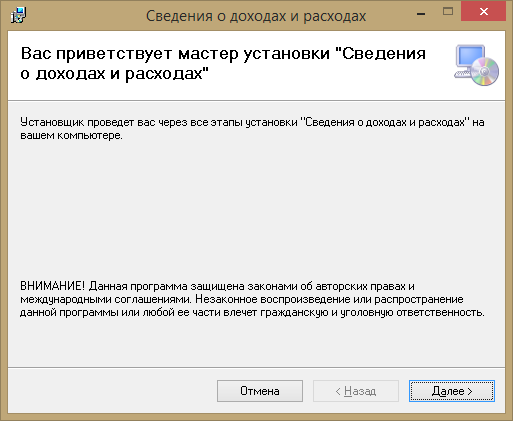 Сведения о доходах и расходах
Вас приветствует мастер установки "Сведения
о доходах и расходах"
Установщик проведет вас через все этапы установки "Сведения о доходах и расходах" на
вашем компьютере.
ВНИМАНИЕ! Данная программа защищена законами об авторских правах и
международными соглашениями. Незаконное воспроизведение или распространение
данной программы или любой ее части влечет гражданскую и уголовную ответственность.
Отмена
< Назад
Далее >